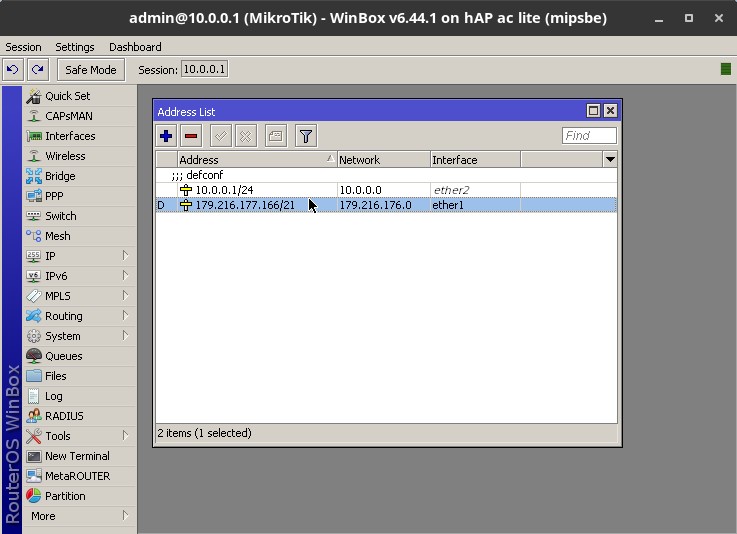 admin@10.0.0.1 (MikroTik) - WinBox v6.44.1 on hAP ac lite (mipsbe)
Session Settings Dashboard
Safe Mode Session: 10.0.0.1
Quick Set
CAPsMAN
Interfaces
Wireless
Bridge
PPP
Switch
Mesh
IP
IPv6
MPLS
Routing
System
Queues
Files
Log
RADIUS
Tools
New Terminal
MetaROUTER
Partition
More
RouterOS WinBox
Address List
Find
Address Network Interface
;;; defconf
10.0.0.1/24 10.0.0.0 ether2
D 179.216.177.166/21 179.216.176.0 ether1
2 items (1 selected)